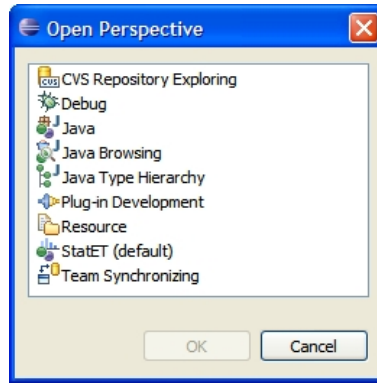 Open Perspective
CVS Repository Exploring
Debug
Java
Java Browsing
Java Type Hierarchy
Plug-in Development
Resource
StatET (default)
Team Synchronizing
OK
Cancel